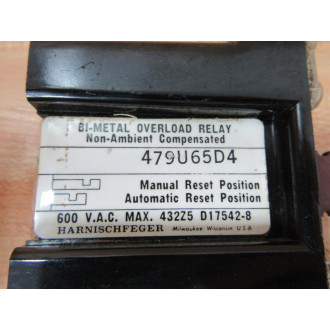 BI-METAL OVERLOAD RELAY
Non-Ambient Compensated
479U65D4
Manual Reset Position
Automatic Reset Position
600 V.A.C. MAX. 432Z5 D17542-8
HARNISCHFEGER Milwaukee Wisconsin U.S.A.